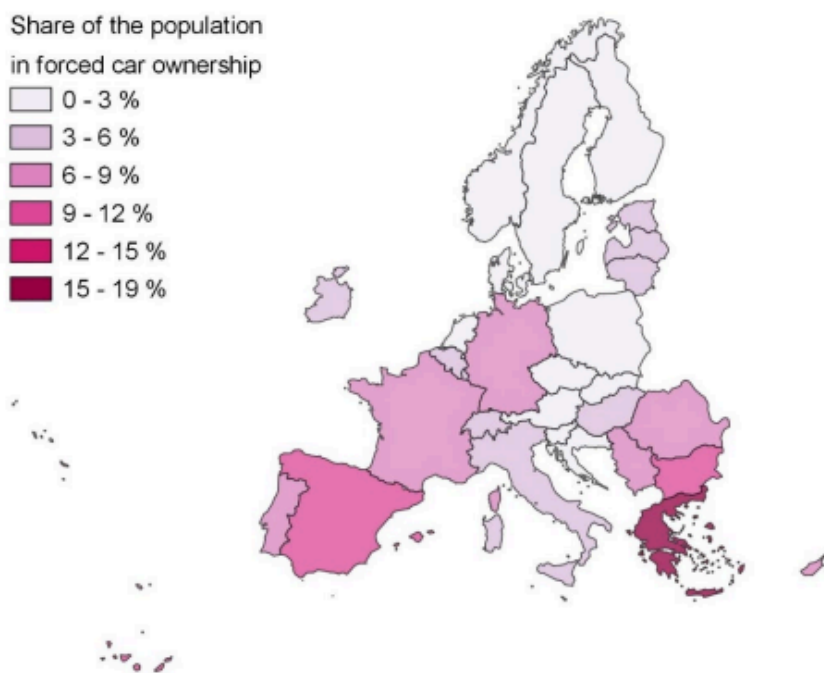 Share of the population
in forced car ownership
0 - 3 %
3 - 6 %
6 - 9 %
9 - 12 %
12 - 15 %
15 - 19 %